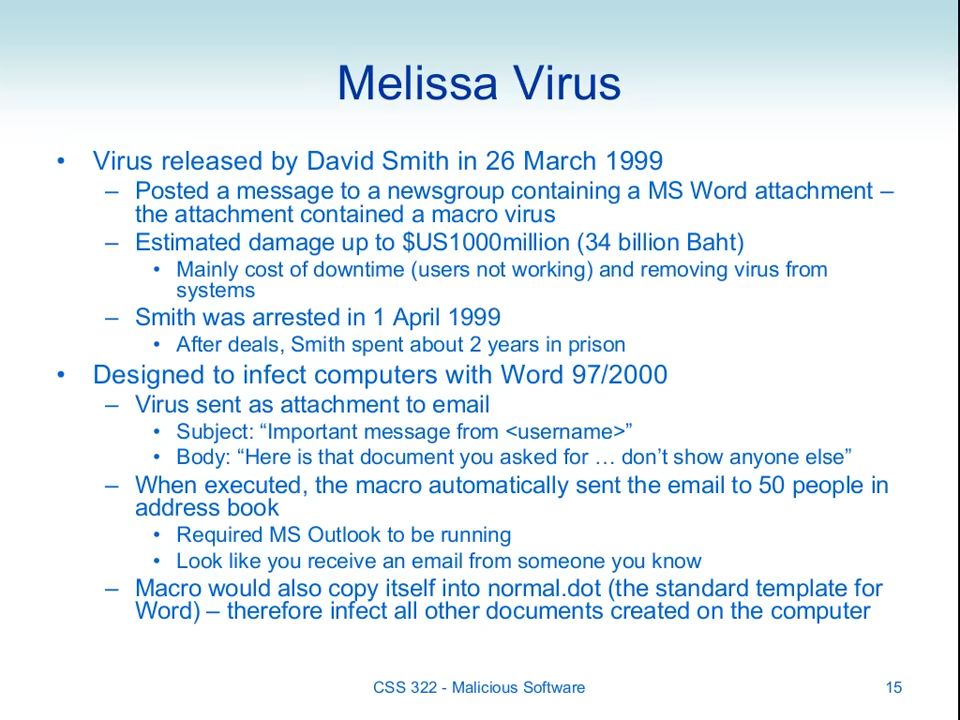 Melissa Virus
• Virus released by David Smith in 26 March 1999
– Posted a message to a newsgroup containing a MS Word attachment –
the attachment contained a macro virus
– Estimated damage up to $US1000million (34 billion Baht)
• Mainly cost of downtime (users not working) and removing virus from
systems
– Smith was arrested in 1 April 1999
• After deals, Smith spent about 2 years in prison
• Designed to infect computers with Word 97/2000
– Virus sent as attachment to email
• Subject: “Important message from <username>”
• Body: “Here is that document you asked for … don’t show anyone else”
– When executed, the macro automatically sent the email to 50 people in
address book
• Required MS Outlook to be running
• Look like you receive an email from someone you know
– Macro would also copy itself into normal.dot (the standard template for
Word) – therefore infect all other documents created on the computer
CSS 322 - Malicious Software
15